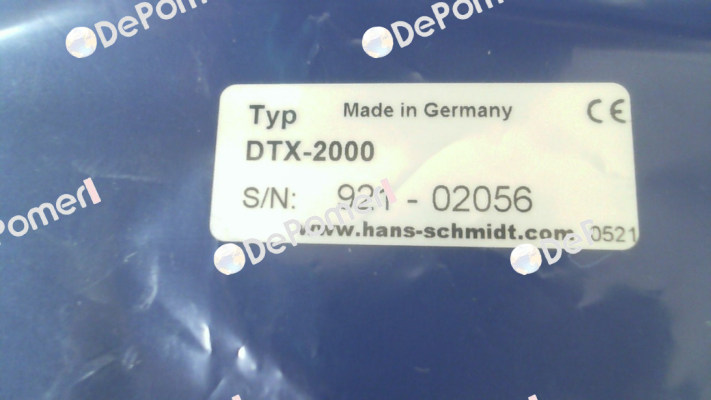 DePomerl
DePomerl
Typ Made in Germany CE
DTX-2000
S/N: 921 - 02056
www.hans-schmidt.com 0521
DePomerl
DePomerl